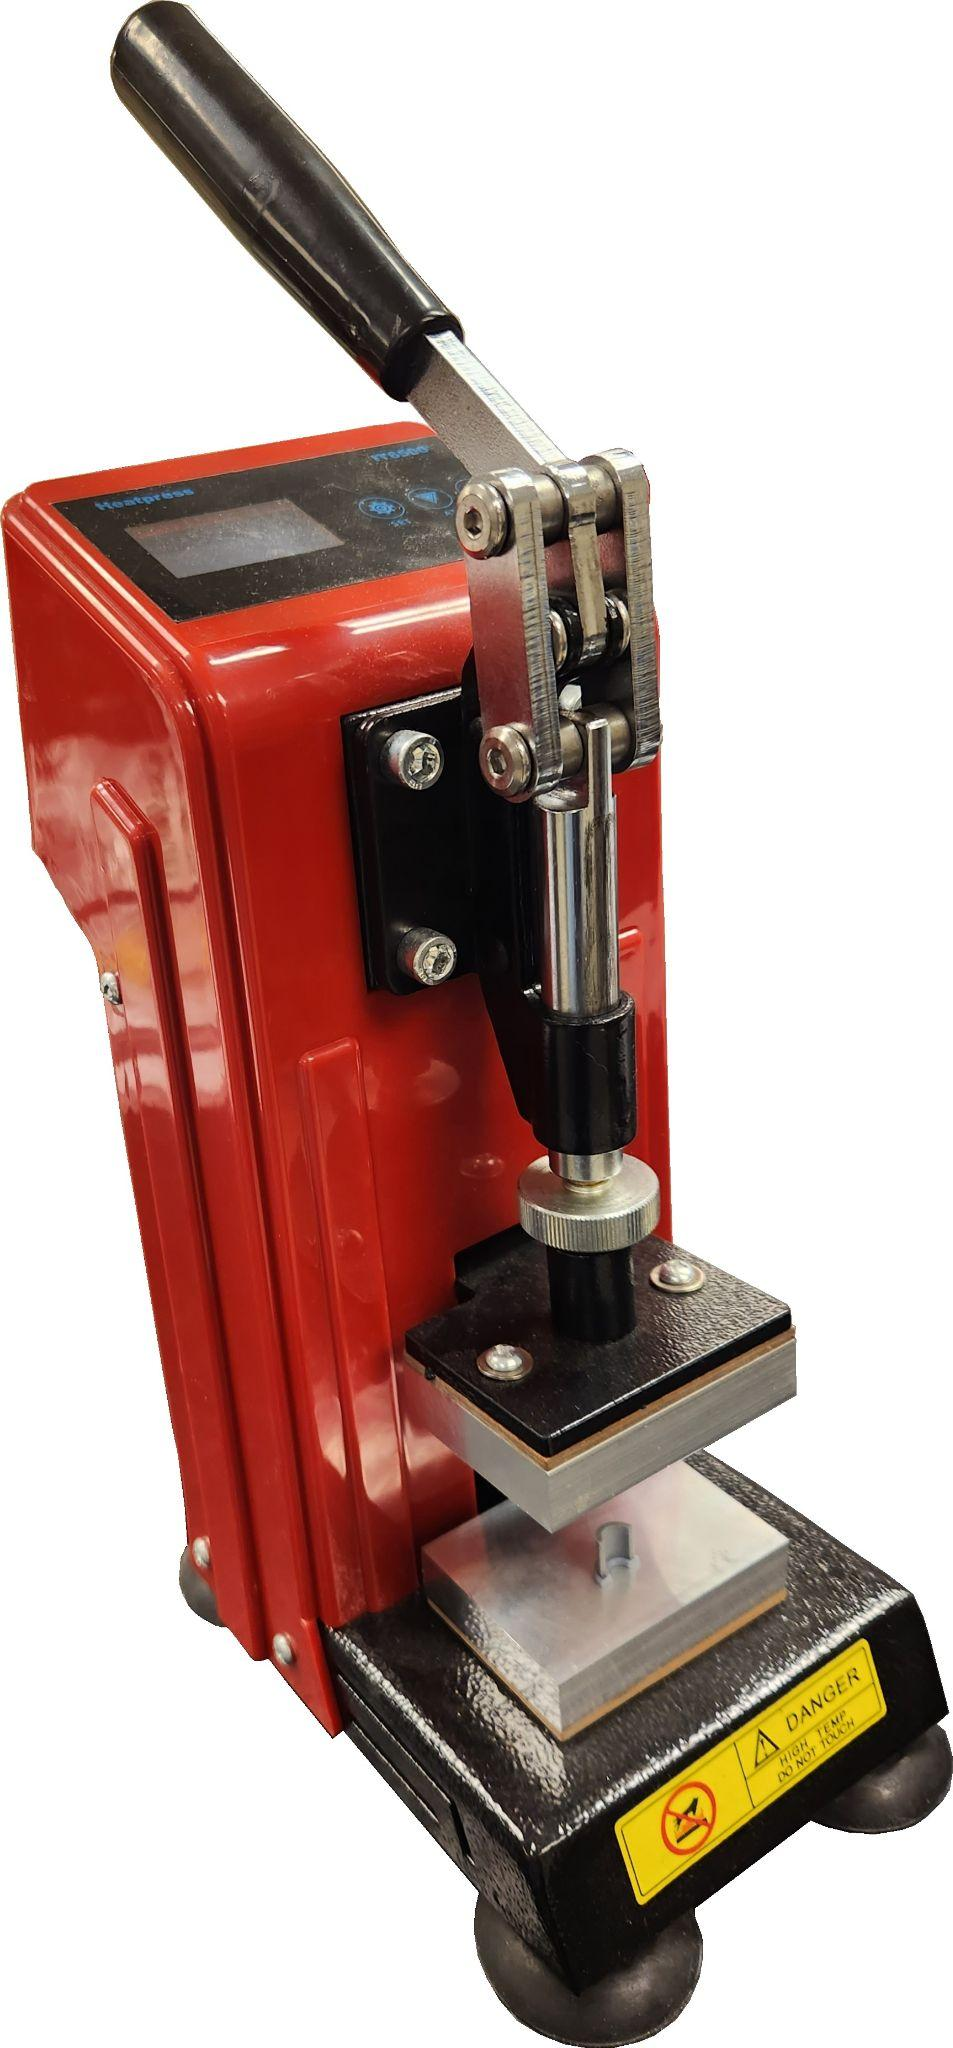 Heatpress
SET
DANGER
HIGH TEMP
DO NOT TOUCH